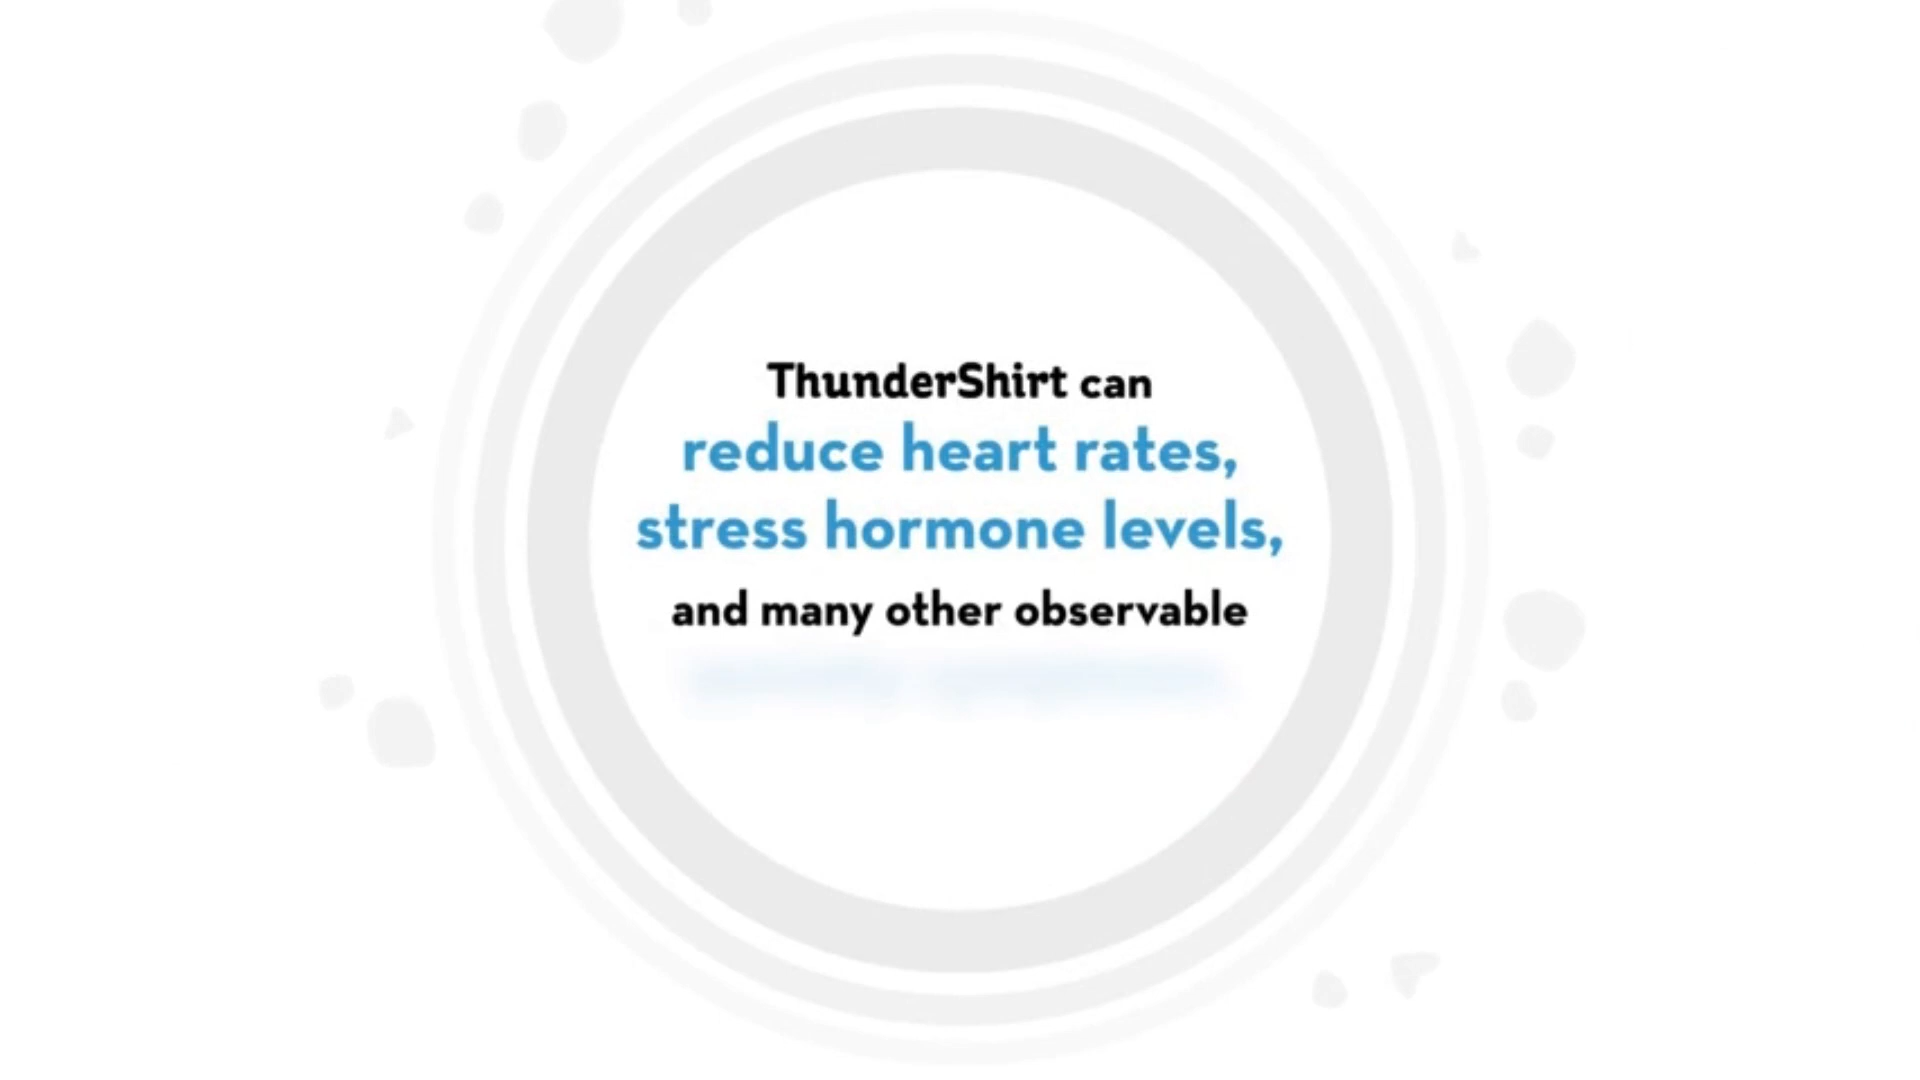 ThunderShirt can
reduce heart rates,
stress hormone levels,
and many other observable